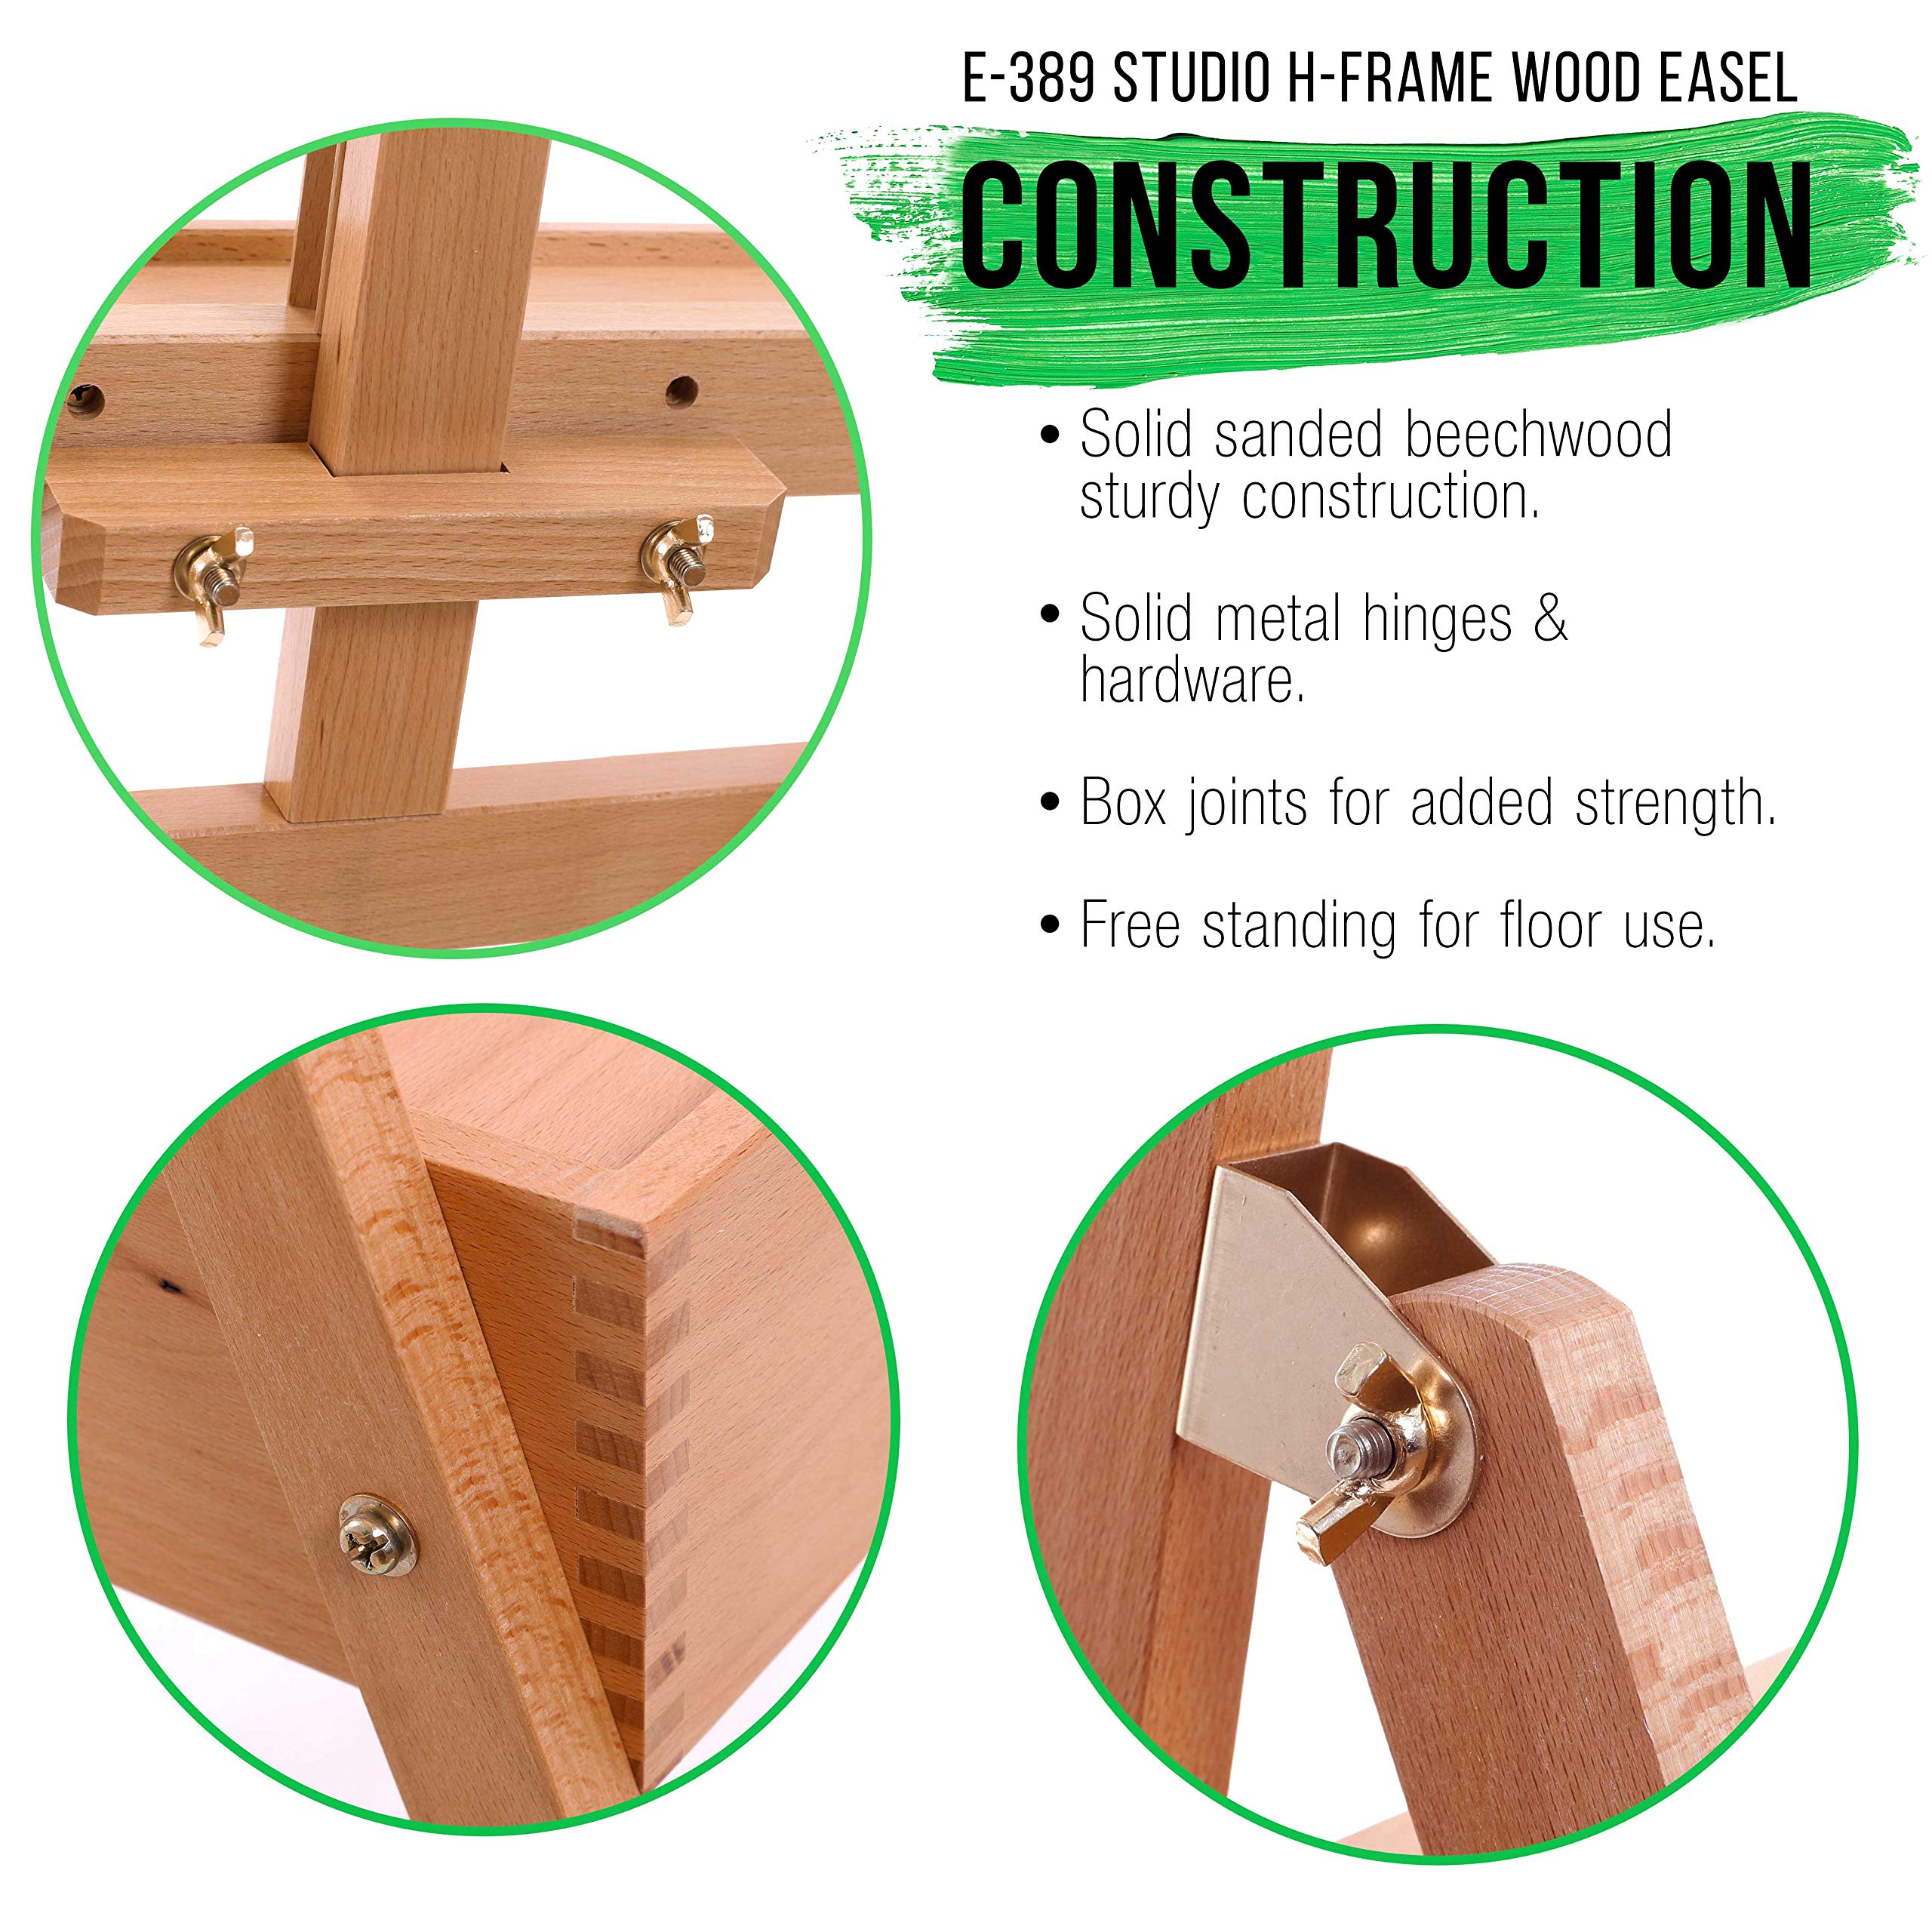 E-389 STUDIO H-FRAME WOOD EASEL
CONSTRUCTION
• Solid sanded beechwood
sturdy construction.
• Solid metal hinges &
hardware.
• Box joints for added strength.
• Free standing for floor use.